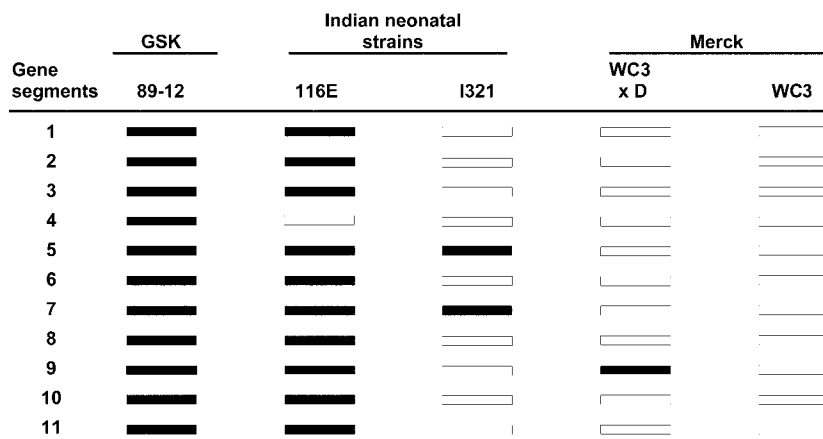 Indian neonatal
GSK strains Merck
Gene WC3
segments 89-12 116E I321 x D WC3
1
2
3
4
5
6
7
8
9
10
11